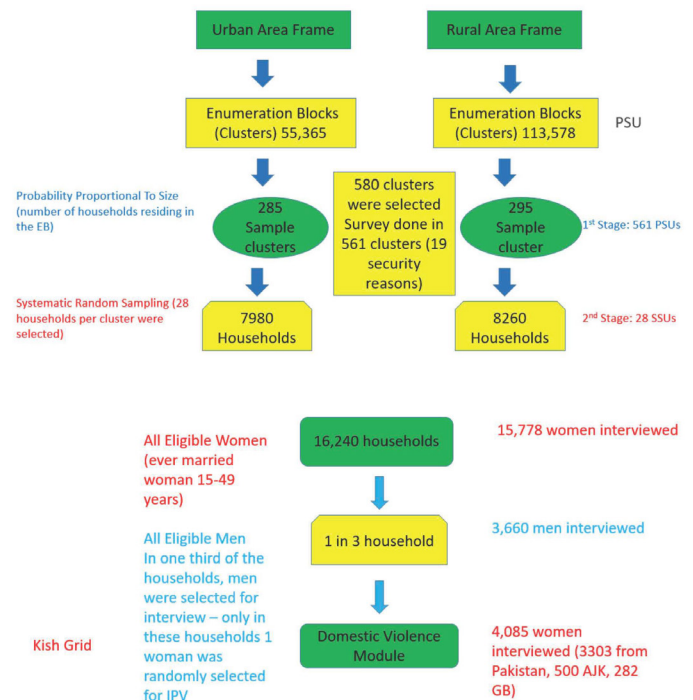 Urban Area Frame
Rural Area Frame
Enumeration Blocks
(Clusters) 55,365
Enumeration Blocks
(Clusters) 113,578
PSU
Probability Proportional To Size
(number of households residing in
the EB)
285
Sample
clusters
580 clusters
were selected
Survey done in
561 clusters (19
security
reasons)
295
Sample
cluster
1st Stage: 561 PSUs
Systematic Random Sampling (28
households per cluster were
selected)
7980
Households
8260
Households
2nd Stage: 28 SSUs
All Eligible Women
(ever married
woman 15-49
years)
16,240 households
15,778 women interviewed
All Eligible Men
In one third of the
households, men
were selected for
interview – only in
these households 1
woman was
randomly selected
for IPV
1 in 3 household
3,660 men interviewed
Kish Grid
Domestic Violence
Module
4,085 women
interviewed (3303 from
Pakistan, 500 AJK, 282
GB)